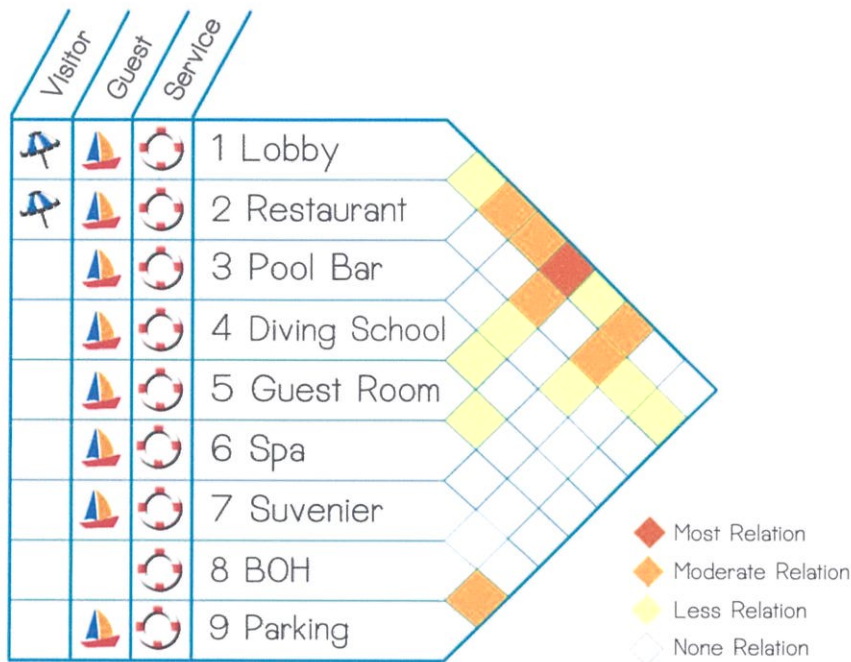 Visitor
Guest
Service
1 Lobby
2 Restaurant
3 Pool Bar
4 Diving School
5 Guest Room
6 Spa
7 Suvenier
8 BOH
9 Parking
Most Relation
Moderate Relation
Less Relation
None Relation